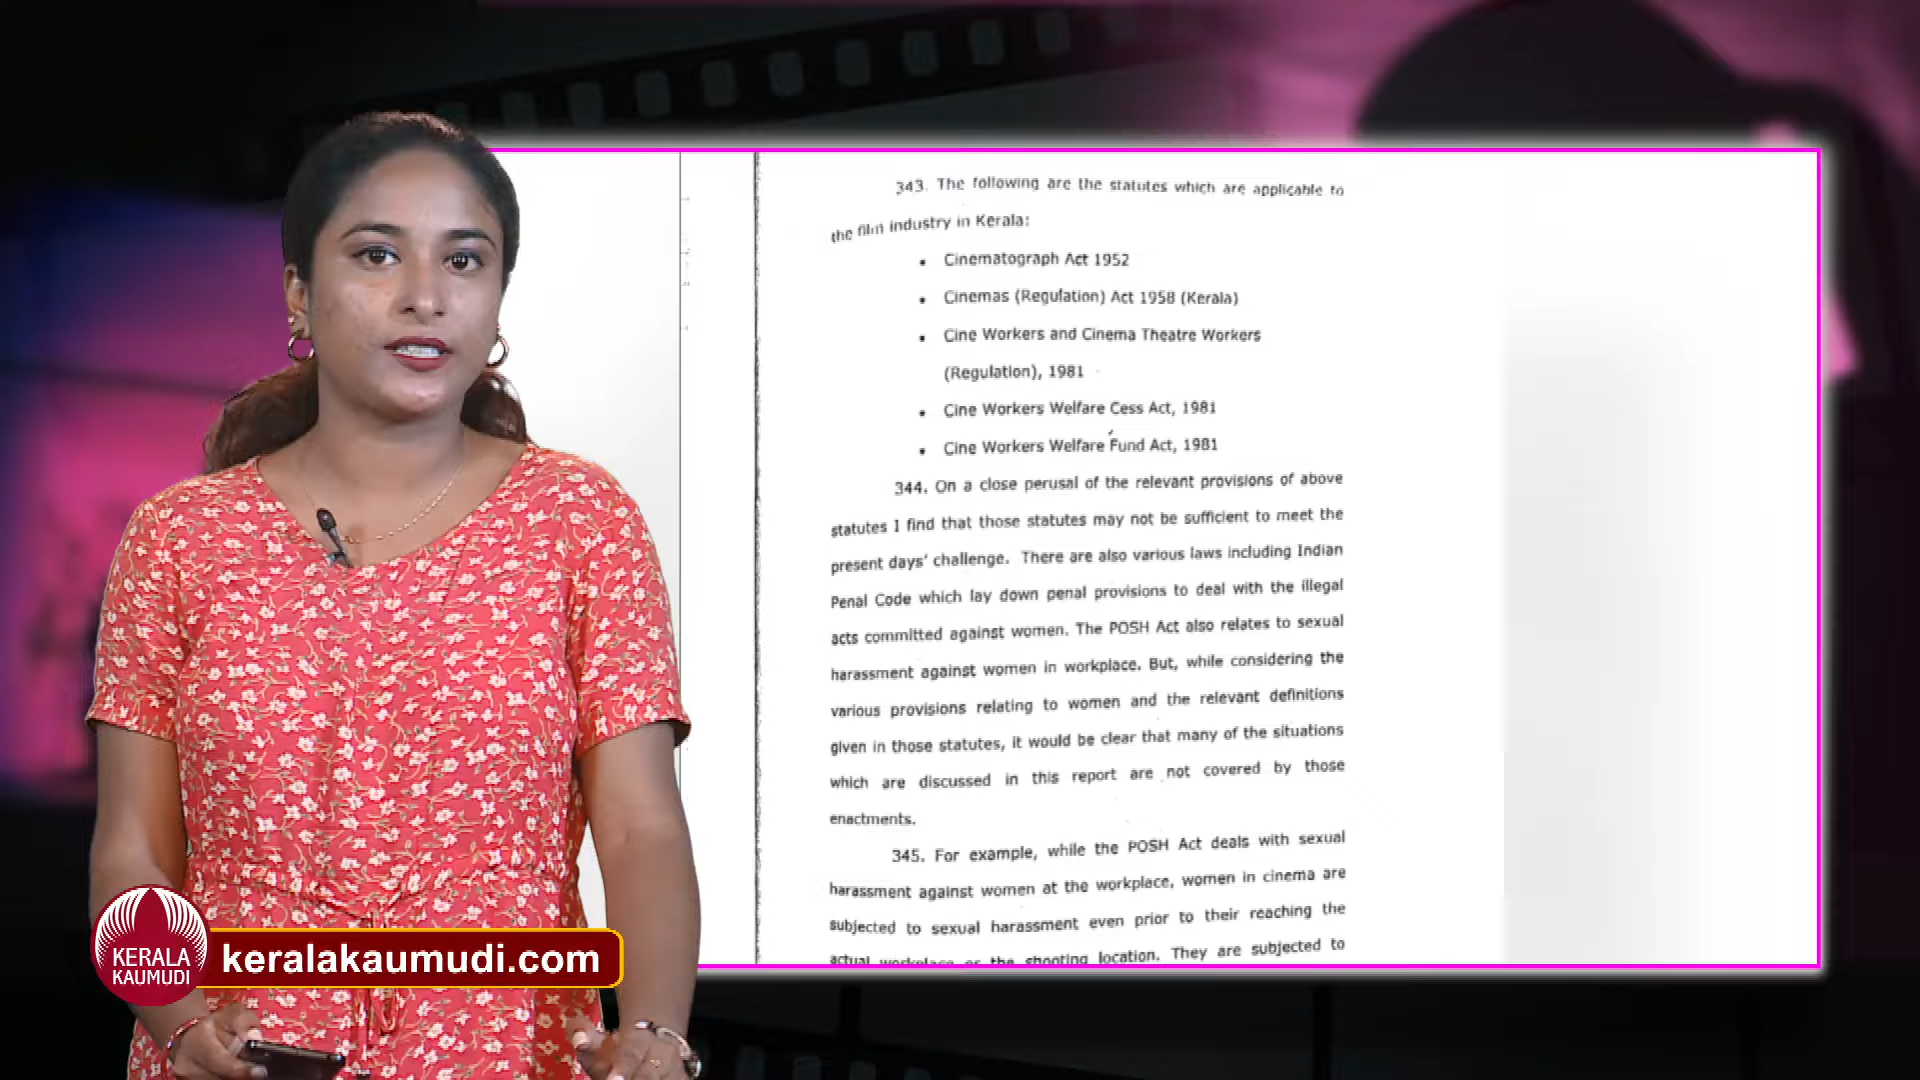 343. The following are the statutes which are applicable to
the film industry in Kerala:
• Cinematograph Act 1952
• Cinemas (Regulation) Act 1958 (Kerala)
• Cine Workers and Cinema Theatre Workers
(Regulation), 1981
• Cine Workers Welfare Cess Act, 1981
• Cine Workers Welfare Fund Act, 1981
344. On a close perusal of the relevant provisions of above
statutes I find that those statutes may not be sufficient to meet the
present days' challenge. There are also various laws including Indian
Penal Code which lay down penal provisions to deal with the illegal
acts committed against women. The POSH Act also relates to sexual
harassment against women in workplace. But, while considering the
various provisions relating to women and the relevant definitions
given in those statutes, it would be clear that many of the situations
which are discussed in this report are not covered by those
enactments.
345. For example, while the POSH Act deals with sexual
harassment against women at the workplace, women in cinema are
subjected to sexual harassment even prior to their reaching the
actual workplace or the shooting location. They are subjected to
KERALA
KAUMUDI
keralakaumudi.com